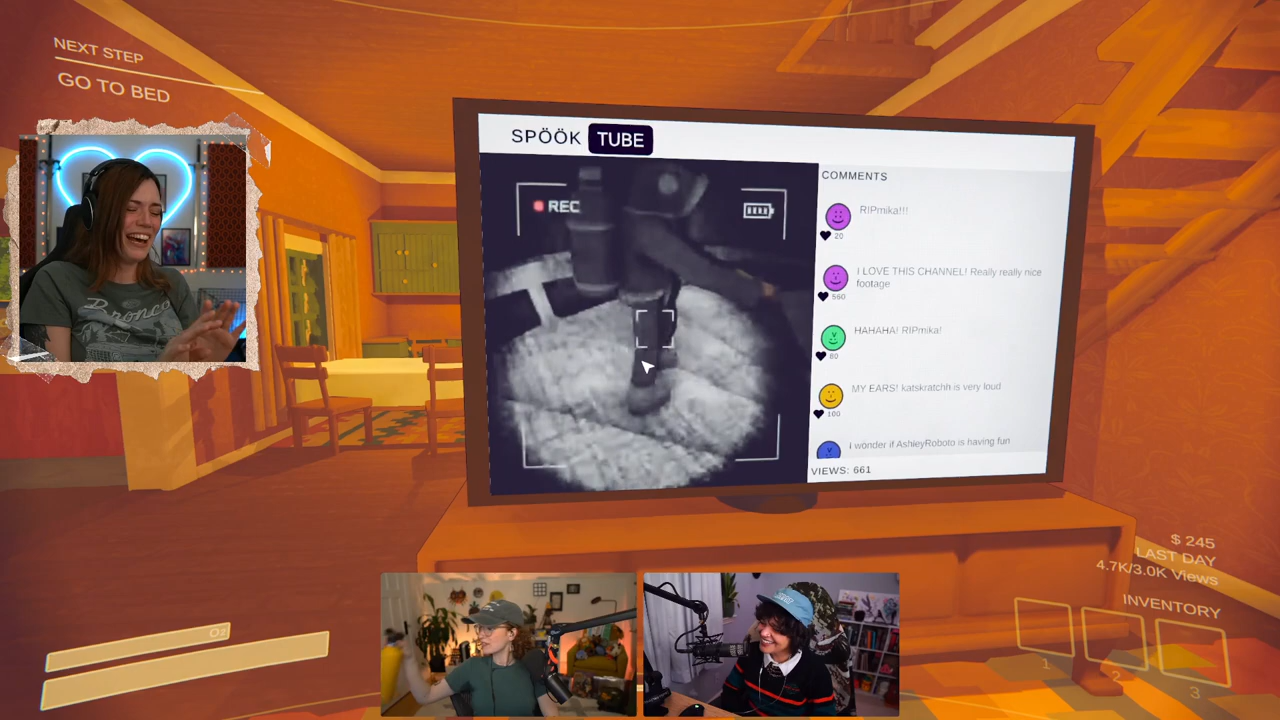 NEXT STEP
GO TO BED
SPÖÖK TUBE
REC
COMMENTS
RIPmika!!!
20
I LOVE THIS CHANNEL! Really really nice
footage
560
HAHAHA! RIPmika!
80
MY EARS! katskratchh is very loud
100
I wonder if AshleyRoboto is having fun
VIEWS: 661
Bronco
$ 245
LAST DAY
4.7K/3.0K Views
INVENTORY
1
2
3
O2